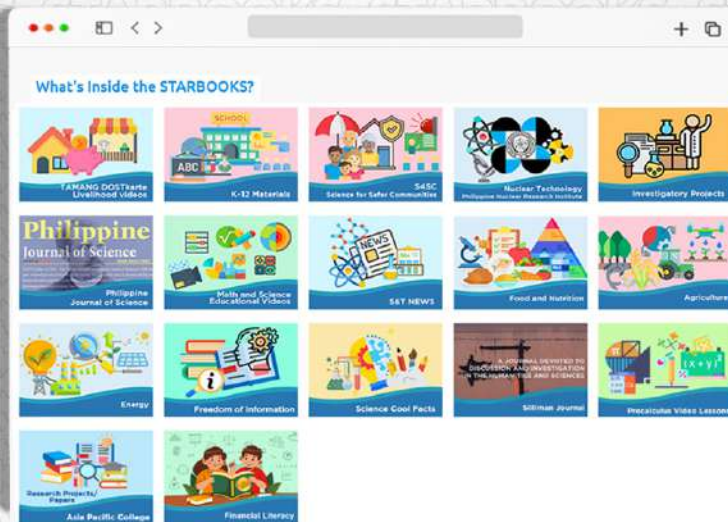 What's Inside the STARBOOKS?
TAMANG DOSTkarte
Livelihood videos
SCHOOL
ABC
K-12 Materials
S4SC
Science for Safer Communities
Nuclear Technology
Philippine Nuclear Research Institute
Investigatory Projects
Philippine
Journal of Science
Philippine
Journal of Science
Math and Science
Educational Videos
NEWS
S&T NEWS
Food and Nutrition
Agriculture
Energy
i
Freedom of Information
Science Cool Facts
A JOURNAL DEVOTED TO
DISCUSSION AND INVESTIGATION
IN THE HUMANITIES AND SCIENCES
Silliman Journal
(x+y)²
Precalculus Video Lessons
Research Projects/
Papers
Asia Pacific College
Financial Literacy